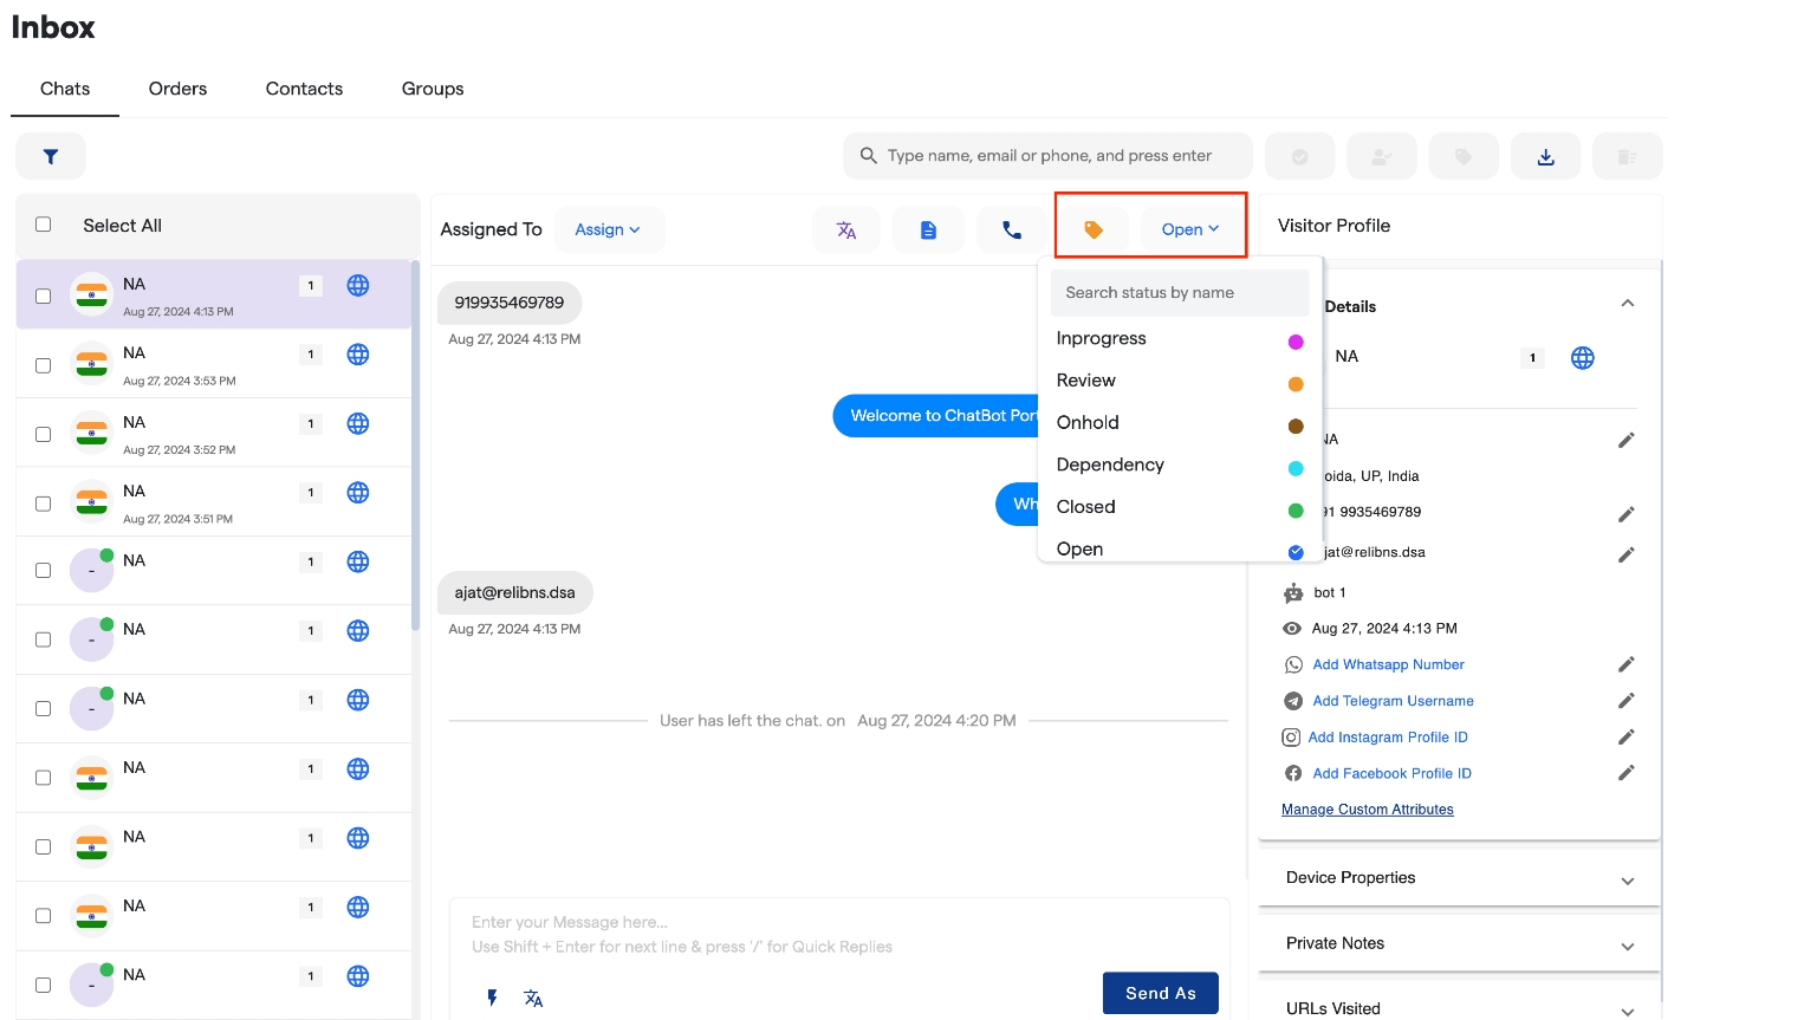 Inbox
Chats Orders Contacts Groups
Type name, email or phone, and press enter
Select All
NA 1
Aug 27, 2024 4:13 PM
NA 1
Aug 27, 2024 3:53 PM
NA 1
Aug 27, 2024 3:52 PM
NA 1
Aug 27, 2024 3:51 PM
- NA 1
- NA 1
- NA 1
NA 1
NA 1
NA 1
- NA 1
Assigned To Assign Open
919935469789
Aug 27, 2024 4:13 PM
Welcome to ChatBot Port
Wh
ajat@relibns.dsa
Aug 27, 2024 4:13 PM
User has left the chat. on Aug 27, 2024 4:20 PM
Enter your Message here...
Use Shift + Enter for next line & press '/' for Quick Replies
Send As
Search status by name
Inprogress
Review
Onhold
Dependency
Closed
Open
Visitor Profile
Details
NA 1
NA
oida, UP, India
91 9935469789
jat@relibns.dsa
bot 1
Aug 27, 2024 4:13 PM
Add Whatsapp Number
Add Telegram Username
Add Instagram Profile ID
Add Facebook Profile ID
Manage Custom Attributes
Device Properties
Private Notes
URLs Visited